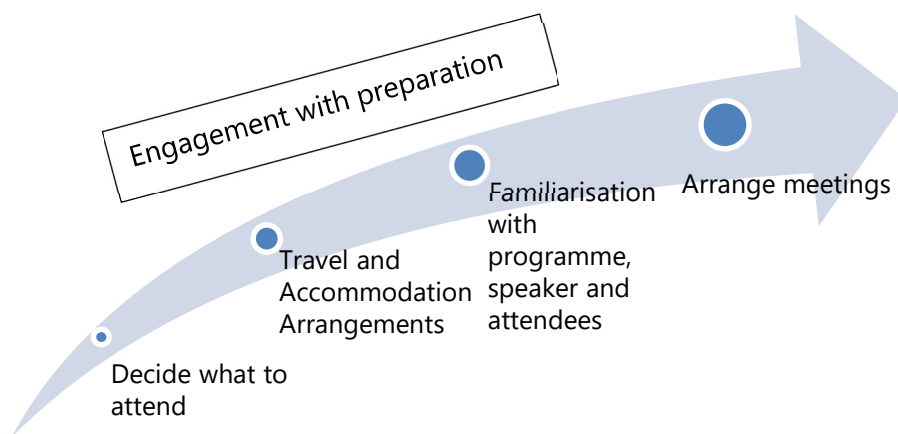 Engagement with preparation
Familiarisation
with
programme,
speaker and
attendees
Arrange meetings
Travel and
Accommodation
Arrangements
Decide what to
attend